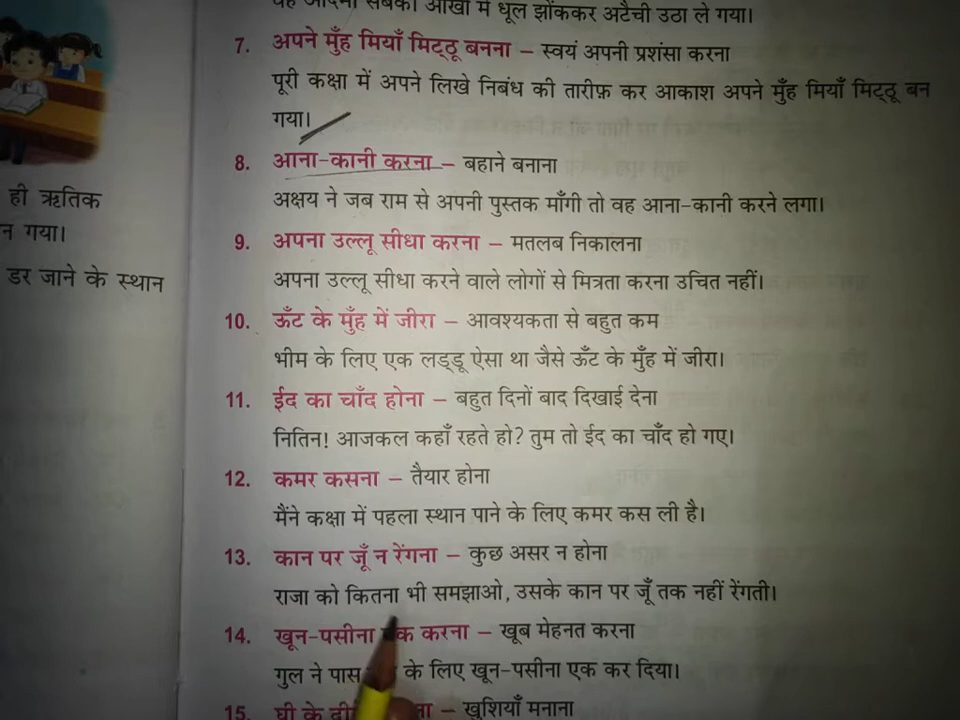 वह आदमी सबकी आँखों में धूल झोंककर अटैची उठा ले गया।
7. अपने मुँह मियाँ मिट्ठू बनना – स्वयं अपनी प्रशंसा करना
पूरी कक्षा में अपने लिखे निबंध की तारीफ़ कर आकाश अपने मुँह मियाँ मिट्ठू बन
गया।
8. आना-कानी करना – बहाने बनाना
अक्षय ने जब राम से अपनी पुस्तक माँगी तो वह आना-कानी करने लगा।
9. अपना उल्लू सीधा करना – मतलब निकालना
अपना उल्लू सीधा करने वाले लोगों से मित्रता करना उचित नहीं।
10. ऊँट के मुँह में जीरा – आवश्यकता से बहुत कम
भीम के लिए एक लड्डू ऐसा था जैसे ऊँट के मुँह में जीरा।
11. ईद का चाँद होना – बहुत दिनों बाद दिखाई देना
नितिन! आजकल कहाँ रहते हो? तुम तो ईद का चाँद हो गए।
12. कमर कसना – तैयार होना
मैंने कक्षा में पहला स्थान पाने के लिए कमर कस ली है।
13. कान पर जूँ न रेंगना – कुछ असर न होना
राजा को कितना भी समझाओ, उसके कान पर जूँ तक नहीं रेंगती।
14. खून-पसीना एक करना – खूब मेहनत करना
गुल ने पास के लिए खून-पसीना एक कर दिया।
15. घी के – खुशियाँ मनाना
ही ऋतिक
न गया।
डर जाने के स्थान